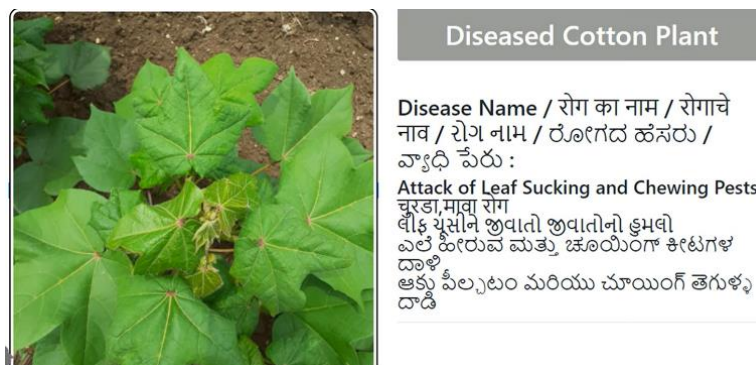 Diseased Cotton Plant
Disease Name / रोग का नाम / रोगाचे
नाव / રોગ નામ / ರೋಗದ ಹೆಸರು /
వ్యాధి పేరు :
Attack of Leaf Sucking and Chewing Pests
चुरडा,मावा रोग
લીફ ચૂસીને જીવાતો જીવાતોનો હુમલો
ಎಲೆ ಹೀರುವ ಮತ್ತು ಚೂಯಿಂಗ್ ಕೀಟಗಳ
ದಾಳಿ
ఆకు పీల్చటం మరియు చూయింగ్ తెగుళ్ళు
దాడి